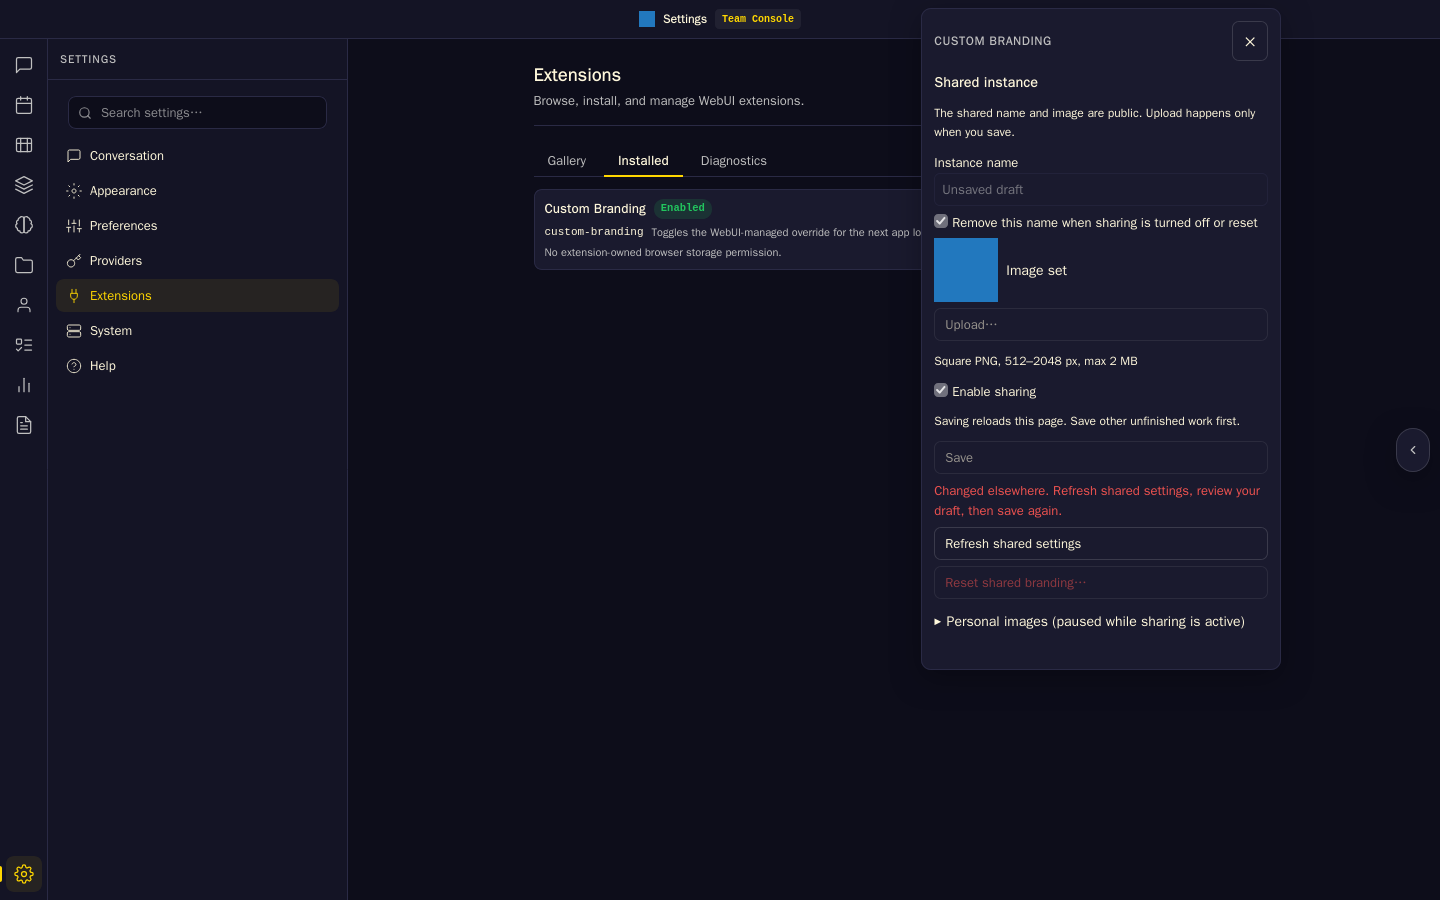 Settings Team Console
SETTINGS
Search settings···
Conversation
Appearance
Preferences
Providers
Extensions
System
Help
Extensions
Browse, install, and manage WebUI extensions.
Gallery Installed Diagnostics
Custom Branding Enabled
custom-branding Toggles the WebUI-managed override for the next app lo
No extension-owned browser storage permission.
CUSTOM BRANDING
Shared instance
The shared name and image are public. Upload happens only
when you save.
Instance name
Unsaved draft
Remove this name when sharing is turned off or reset
Image set
Upload···
Square PNG, 512–2048 px, max 2 MB
Enable sharing
Saving reloads this page. Save other unfinished work first.
Save
Changed elsewhere. Refresh shared settings, review your
draft, then save again.
Refresh shared settings
Reset shared branding···
Personal images (paused while sharing is active)